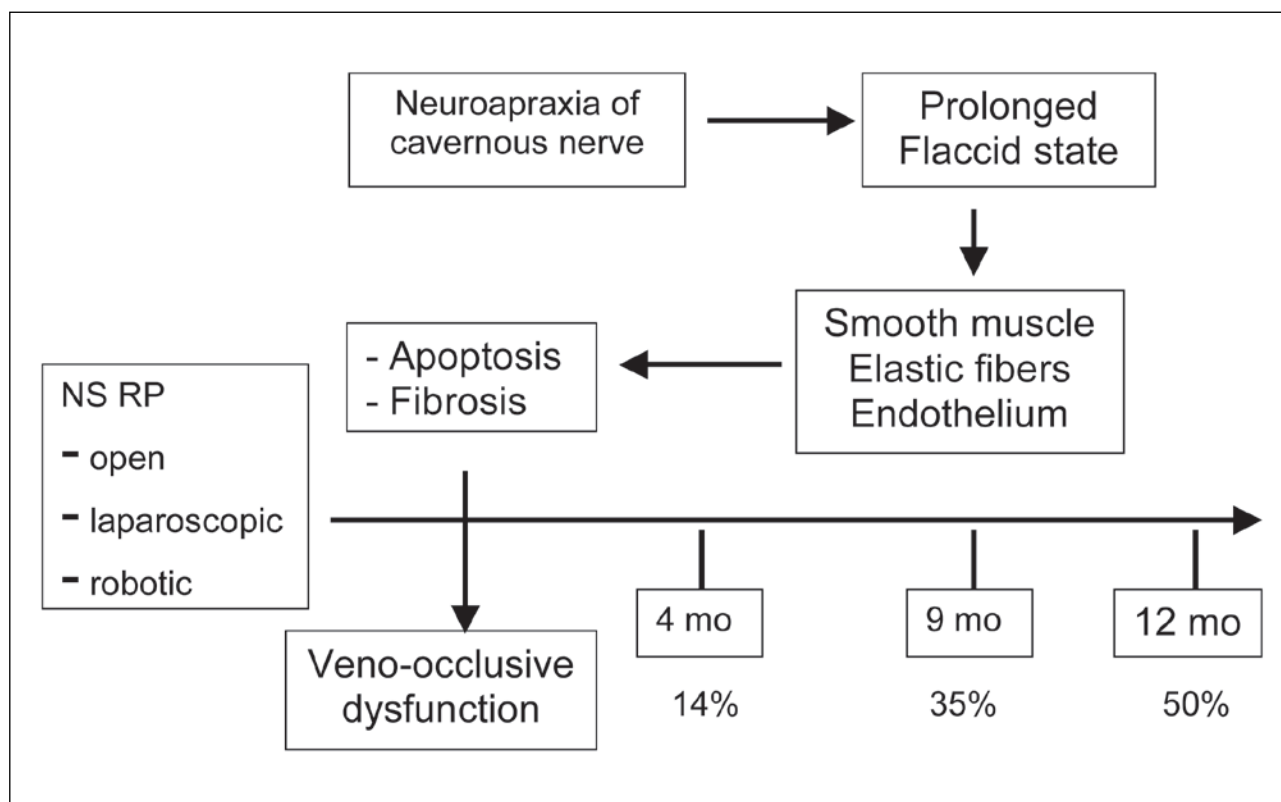 Neuroapraxia of
cavernous nerve
Prolonged
Flaccid state
Smooth muscle
Elastic fibers
Endothelium
- Apoptosis
- Fibrosis
NS RP
- open
- laparoscopic
- robotic
Veno-occlusive
dysfunction
4 mo
9 mo
12 mo
14%
35%
50%